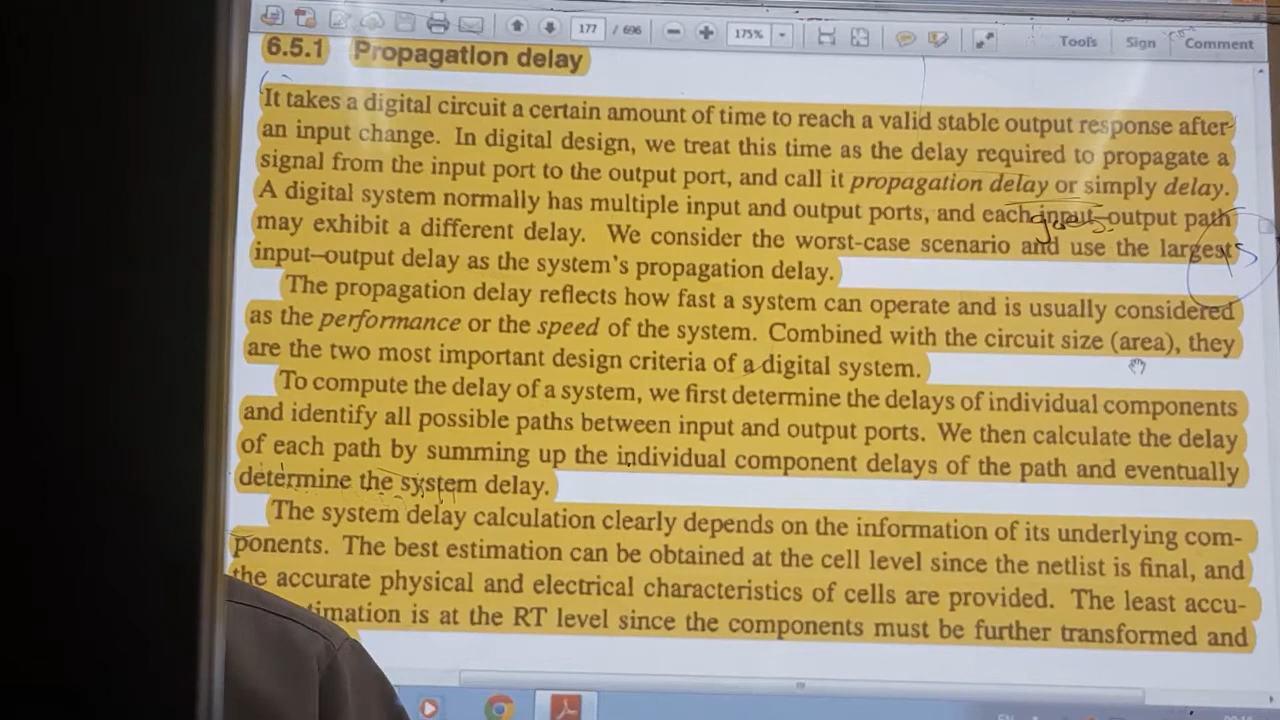 177 / 696
175%
Tools
Sign
Comment
6.5.1 Propagation delay
It takes a digital circuit a certain amount of time to reach a valid stable output response after
an input change. In digital design, we treat this time as the delay required to propagate a
signal from the input port to the output port, and call it propagation delay or simply delay.
A digital system normally has multiple input and output ports, and each input–output path
may exhibit a different delay. We consider the worst-case scenario and use the largest
input–output delay as the system's propagation delay.
The propagation delay reflects how fast a system can operate and is usually considered
as the performance or the speed of the system. Combined with the circuit size (area), they
are the two most important design criteria of a digital system.
To compute the delay of a system, we first determine the delays of individual components
and identify all possible paths between input and output ports. We then calculate the delay
of each path by summing up the individual component delays of the path and eventually
determine the system delay.
The system delay calculation clearly depends on the information of its underlying com-
ponents. The best estimation can be obtained at the cell level since the netlist is final, and
the accurate physical and electrical characteristics of cells are provided. The least accu-
timation is at the RT level since the components must be further transformed and